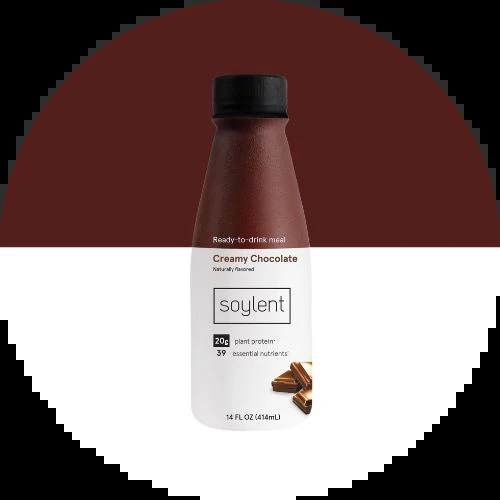 Ready-to-drink meal
Creamy Chocolate
Naturally flavored
soylent
20g plant protein
39 essential nutrients
14 FL OZ (414mL)